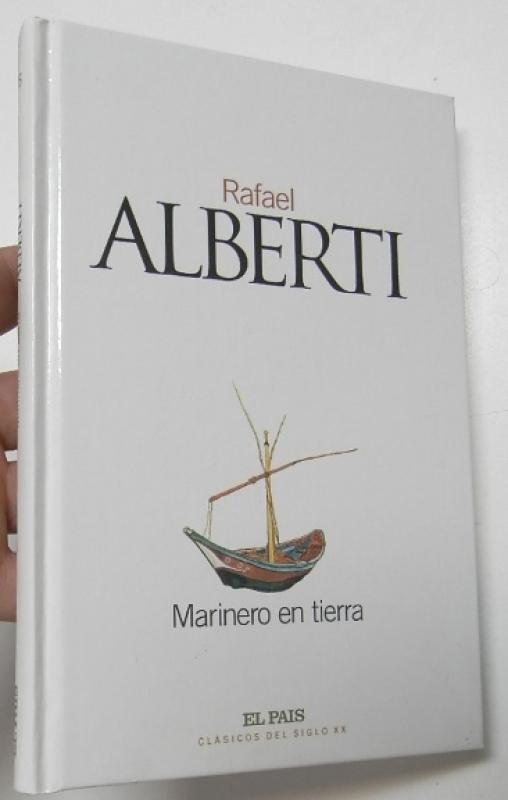 Rafael
ALBERTI
Marinero en tierra
EL PAIS
CLÁSICOS DEL SIGLO XX